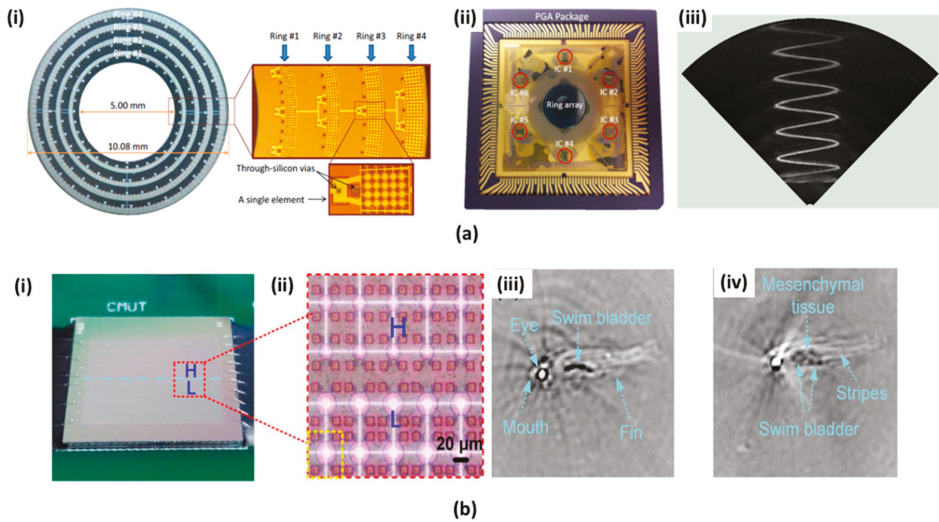 (i)
Ring #4
Ring #3
Ring #2
Ring #1
5.00 mm
10.08 mm
Ring #1
Ring #2
Ring #3
Ring #4
Through-silicon vias
A single element
(ii)
PGA Package
IC #1
IC #2
IC #3
IC #4
IC #5
IC #6
Ring array
(iii)
(a)
(i)
CMUT
H
L
(ii)
H
L
20 µm
(iii)
Eye
Swim bladder
Mouth
Fin
(iv)
Mesenchymal
tissue
Stripes
Swim bladder
(b)